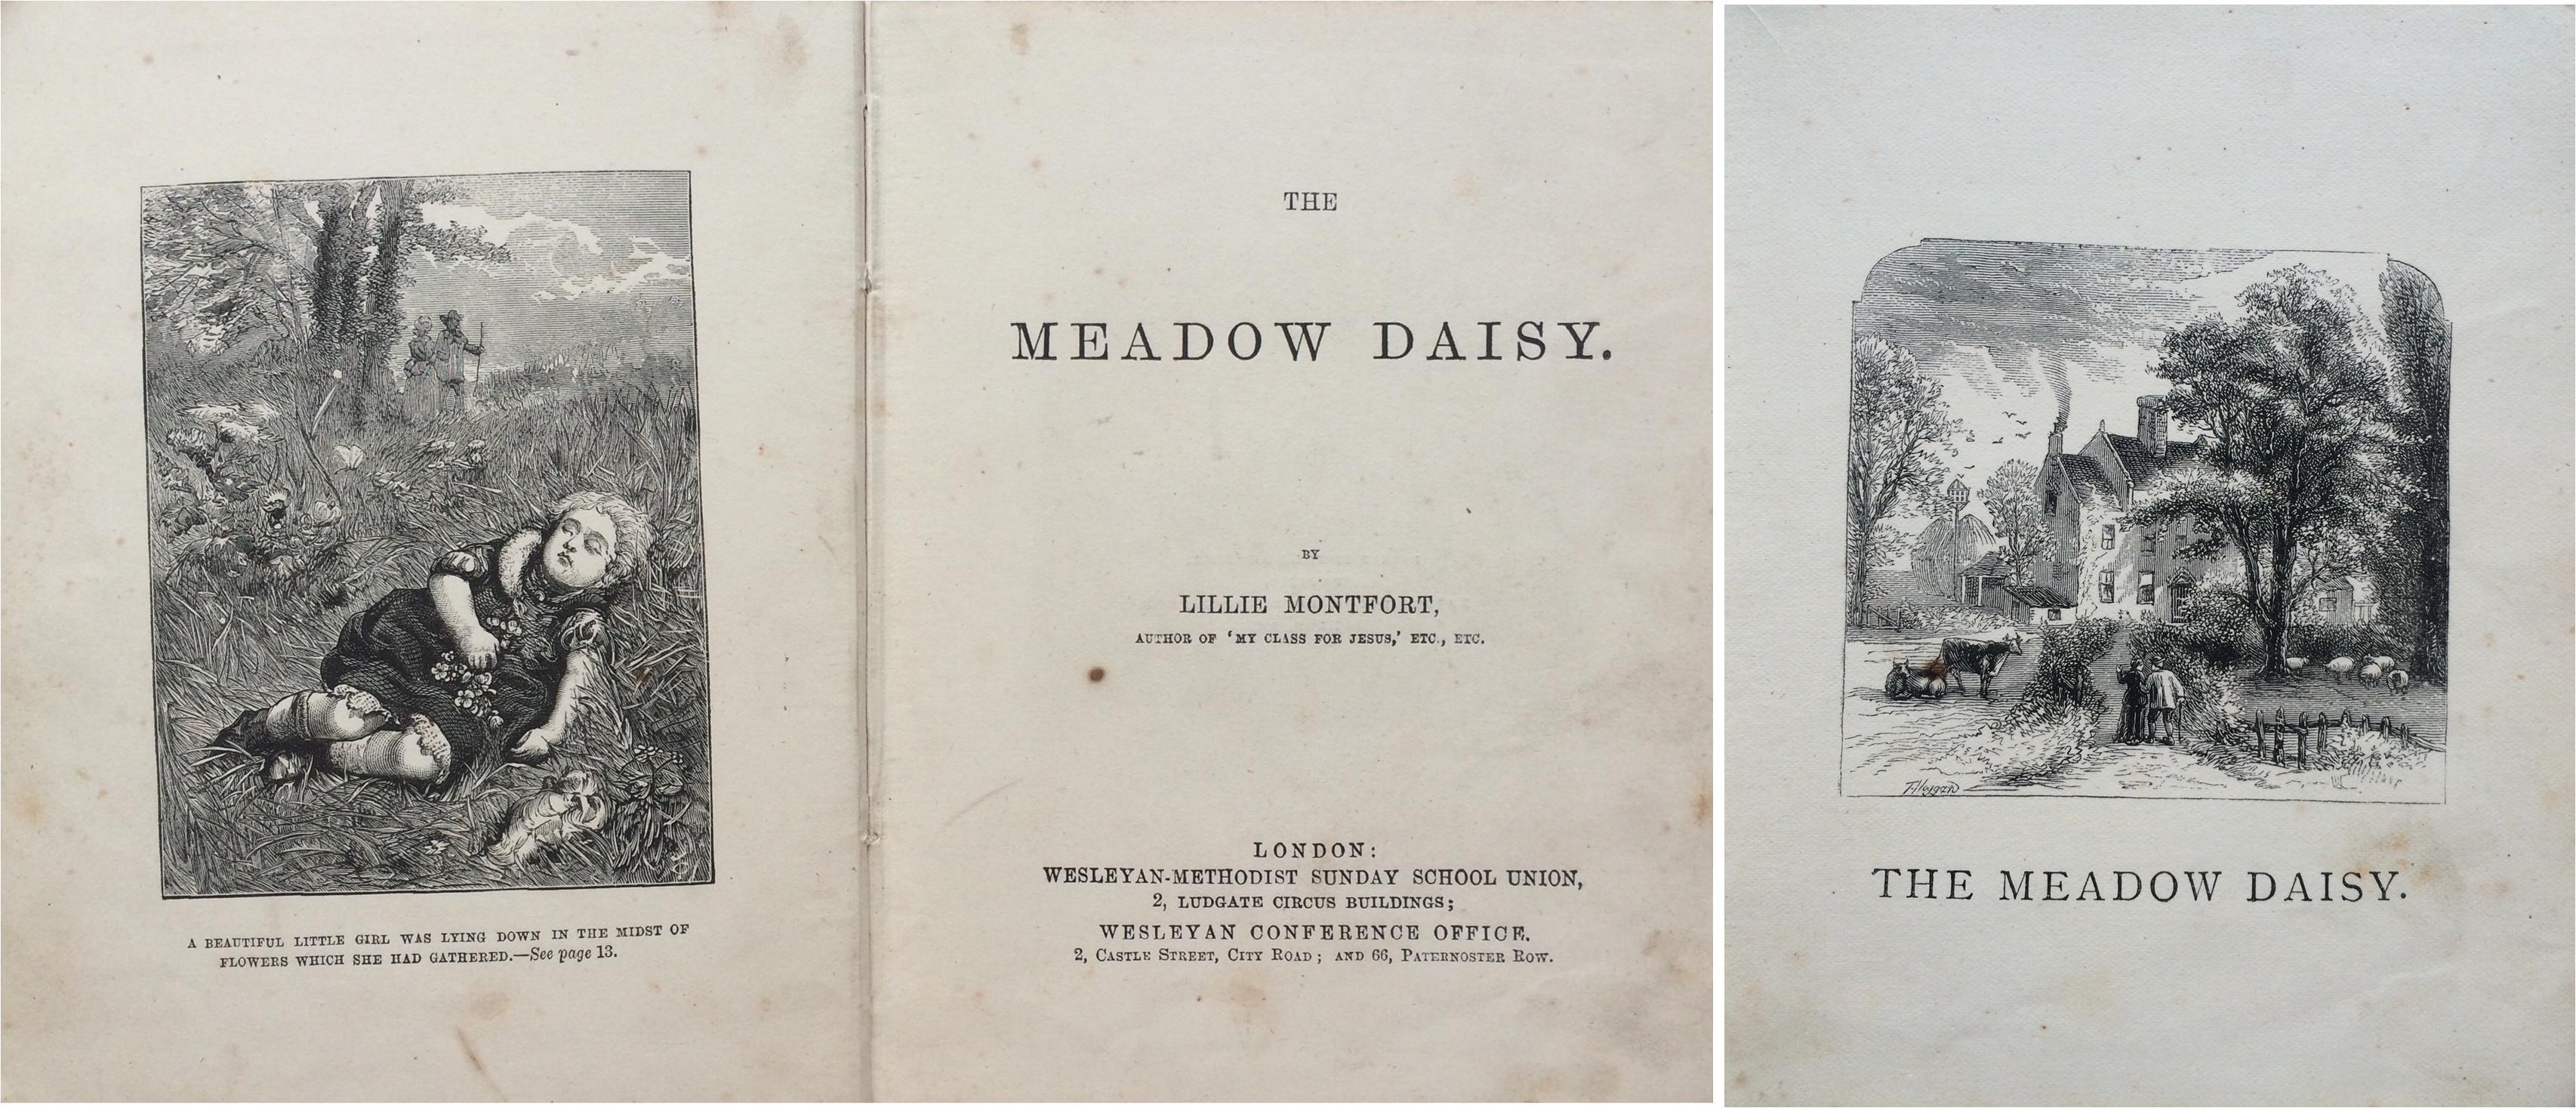 A BEAUTIFUL LITTLE GIRL WAS LYING DOWN IN THE MIDST OF
FLOWERS WHICH SHE HAD GATHERED.—See page 13.
THE
MEADOW DAISY.
BY
LILLIE MONTFORT,
AUTHOR OF 'MY CLASS FOR JESUS,' ETC., ETC.
LONDON:
WESLEYAN-METHODIST SUNDAY SCHOOL UNION,
2, LUDGATE CIRCUS BUILDINGS;
WESLEYAN CONFERENCE OFFICE.
2, CASTLE STREET, CITY ROAD; AND 66, PATERNOSTER ROW.
THE MEADOW DAISY.